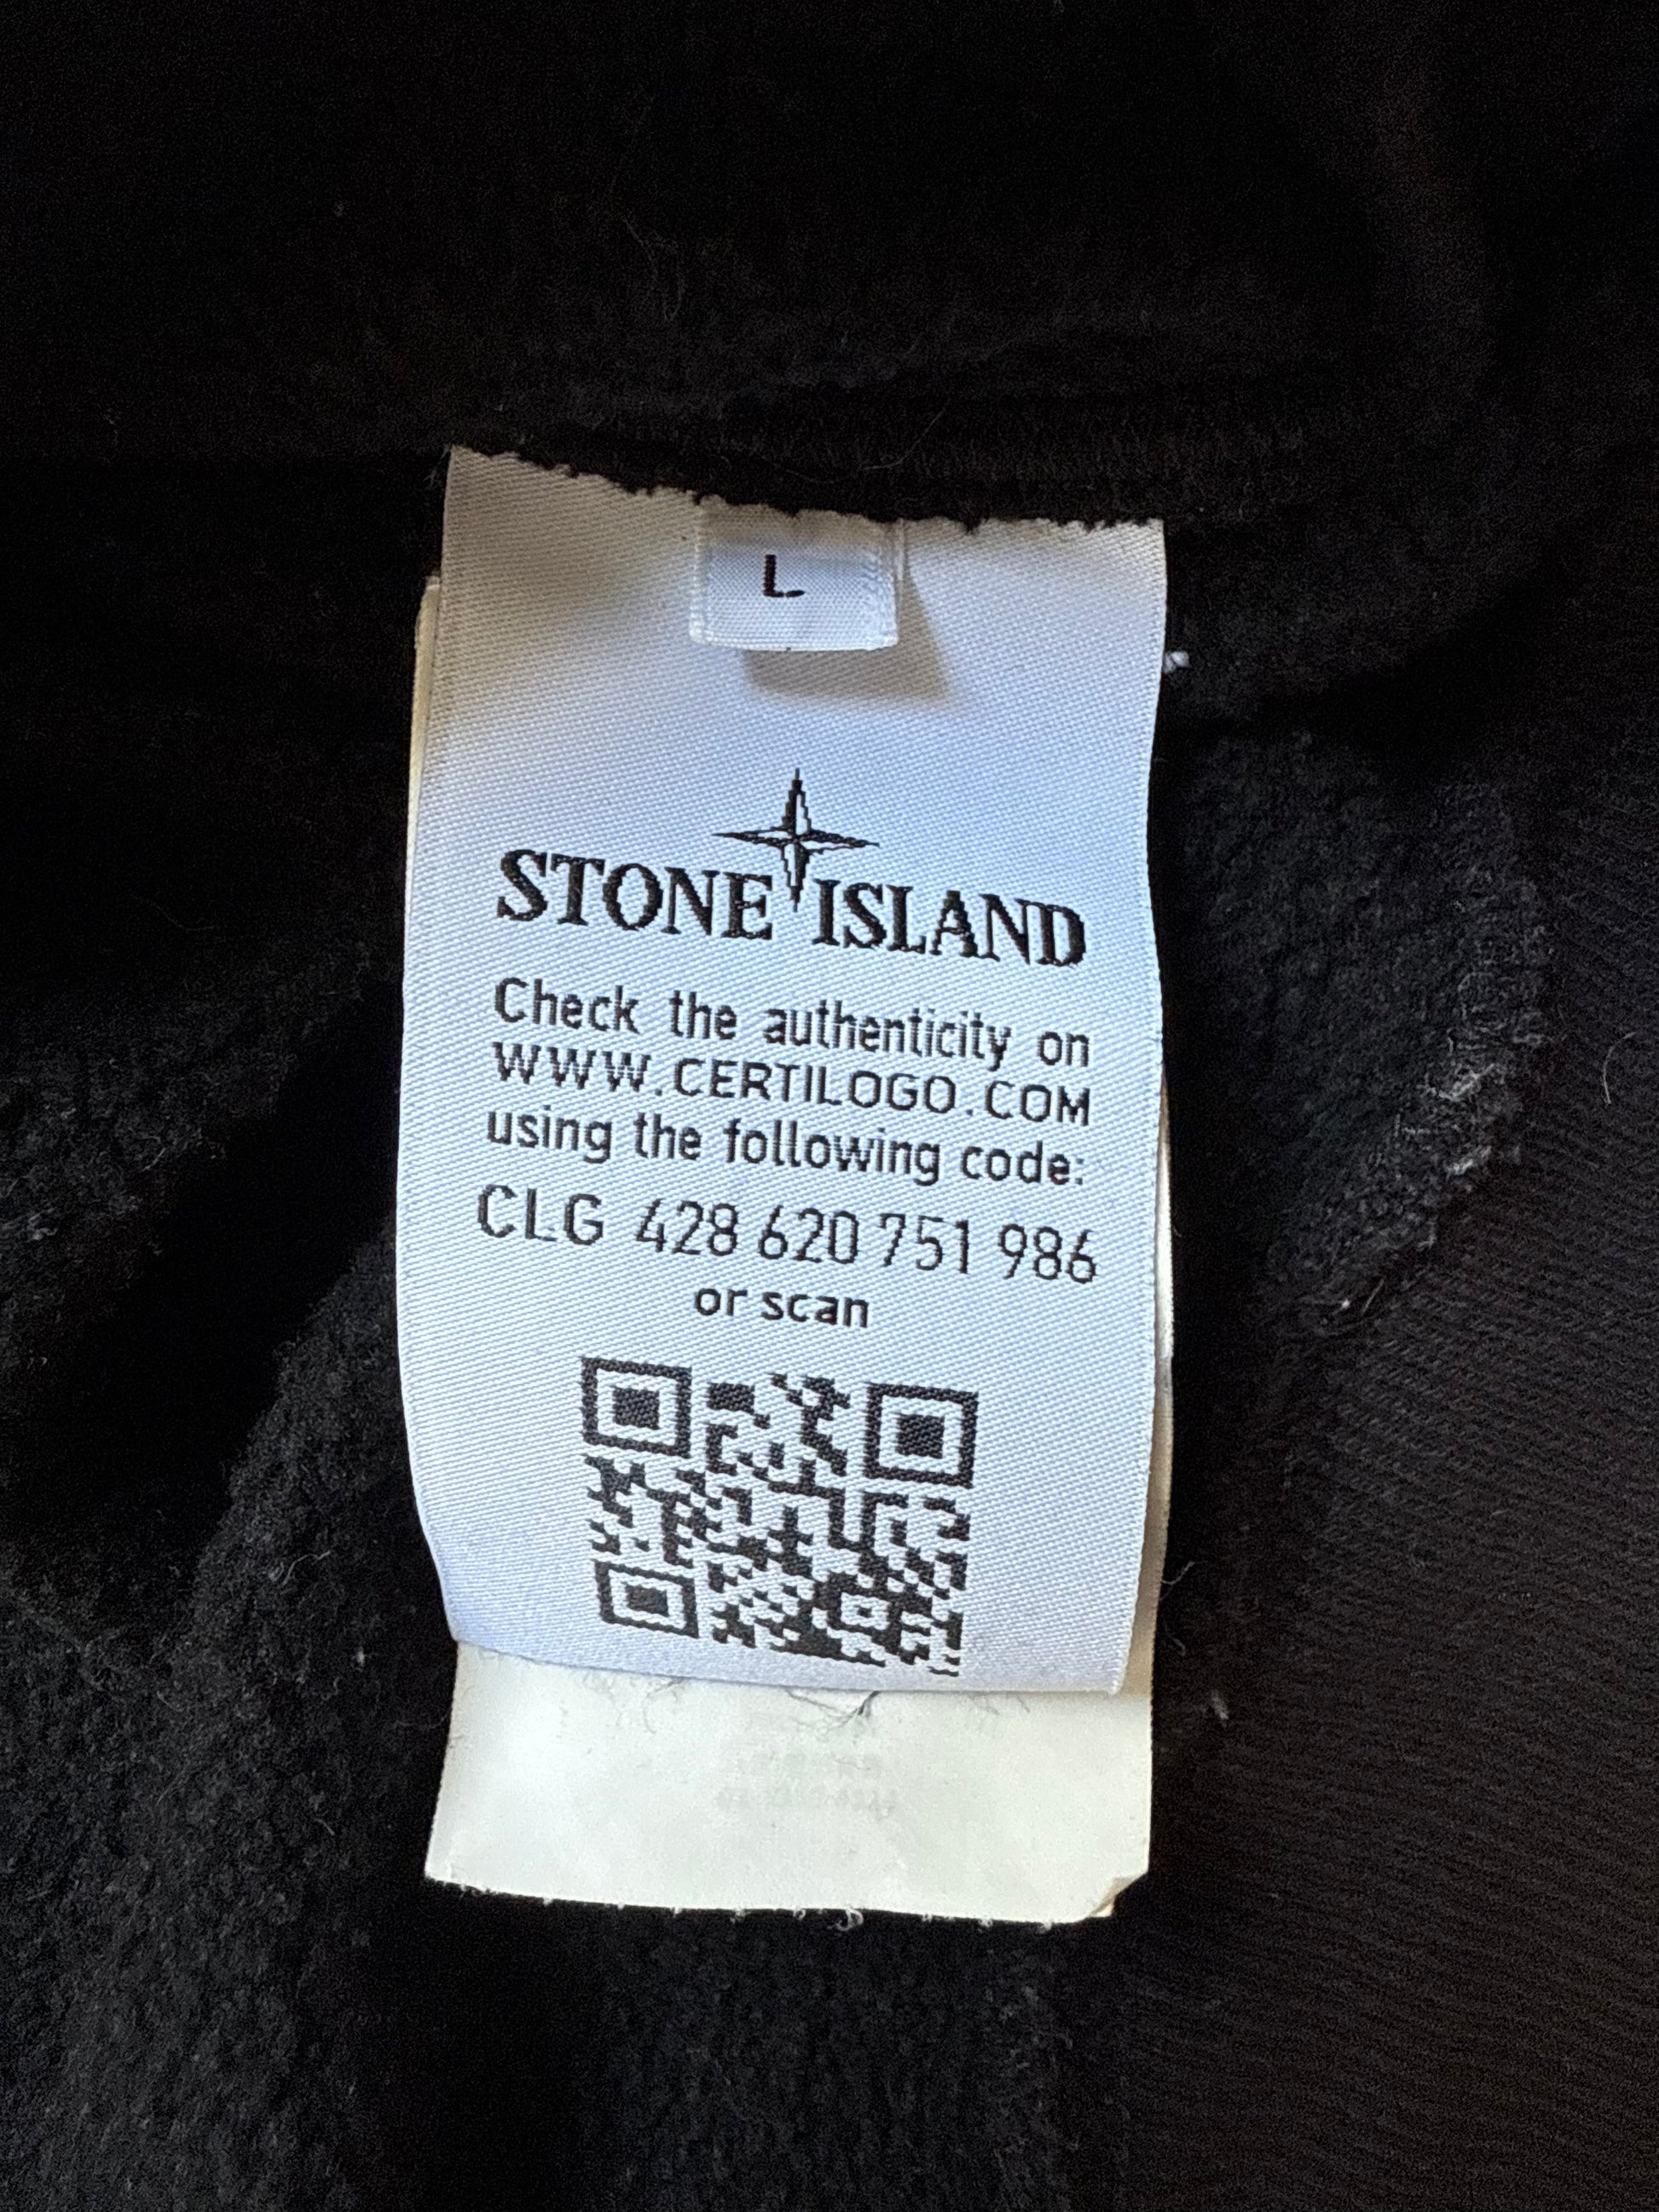 L
STONE ISLAND
Check the authenticity on
WWW.CERTILOGO.COM
using the following code:
CLG 428 620 751 986
or scan